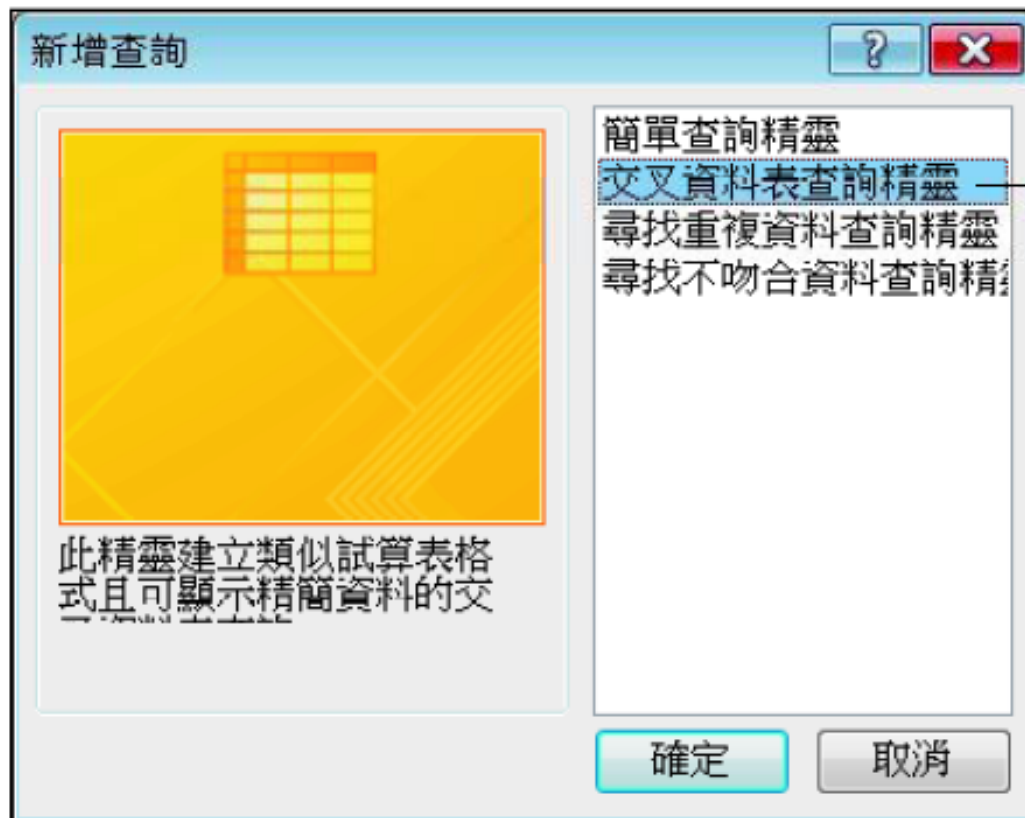 新增查詢
簡單查詢精靈
交叉資料表查詢精靈
尋找重複資料查詢精靈
尋找不吻合資料查詢精
此精靈建立類似試算表格
式且可顯示精簡資料的交
確定
取消